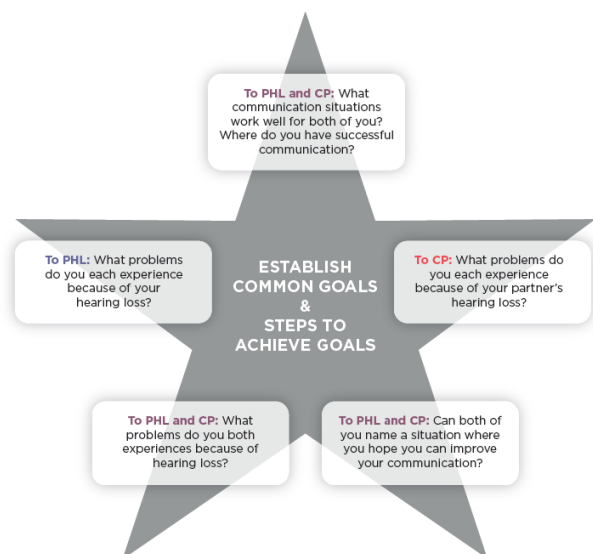 To PHL and CP: What
communication situations
work well for both of you?
Where do you have successful
communication?
To PHL: What problems
do you each experience
because of your
hearing loss?
ESTABLISH
COMMON GOALS
&
STEPS TO
ACHIEVE GOALS
To CP: What problems do
you each experience
because of your partner's
hearing loss?
To PHL and CP: What
problems do you both
experiences because of
hearing loss?
To PHL and CP: Can both of
you name a situation where
you hope you can improve
your communication?